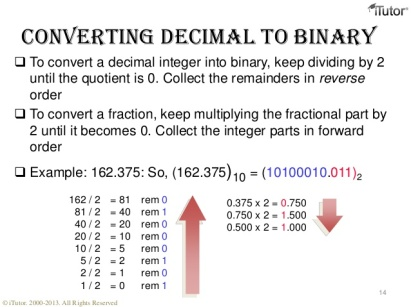 iTutor
Converting Decimal to Binary
❑ To convert a decimal integer into binary, keep dividing by 2
until the quotient is 0. Collect the remainders in reverse
order
❑ To convert a fraction, keep multiplying the fractional part by
2 until it becomes 0. Collect the integer parts in forward
order
❑ Example: 162.375: So, (162.375)10 = (10100010.011)2
162 / 2 = 81 rem 0
81 / 2 = 40 rem 1
40 / 2 = 20 rem 0
20 / 2 = 10 rem 0
10 / 2 = 5 rem 0
5 / 2 = 2 rem 1
2 / 2 = 1 rem 0
1 / 2 = 0 rem 1
0.375 x 2 = 0.750
0.750 x 2 = 1.500
0.500 x 2 = 1.000
14
© iTutor. 2000-2013. All Rights Reserved